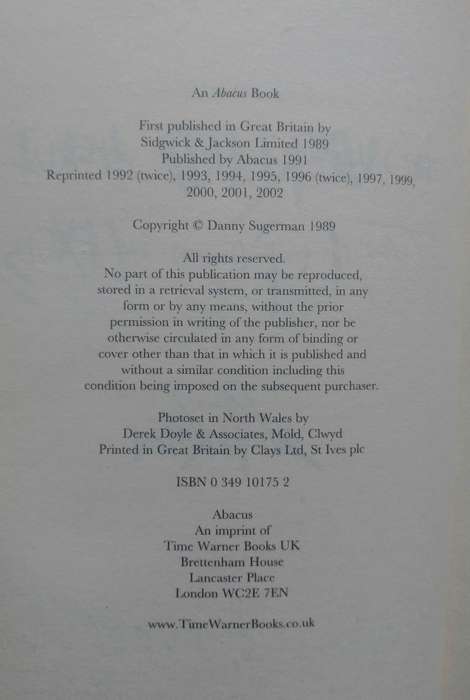 An Abacus Book
First published in Great Britain by
Sidgwick & Jackson Limited 1989
Published by Abacus 1991
Reprinted 1992 (twice), 1993, 1994, 1995, 1996 (twice), 1997, 1999,
2000, 2001, 2002
Copyright © Danny Sugerman 1989
All rights reserved.
No part of this publication may be reproduced,
stored in a retrieval system, or transmitted, in any
form or by any means, without the prior
permission in writing of the publisher, nor be
otherwise circulated in any form of binding or
cover other than that in which it is published and
without a similar condition including this
condition being imposed on the subsequent purchaser.
Photoset in North Wales by
Derek Doyle & Associates, Mold, Clwyd
Printed in Great Britain by Clays Ltd, St Ives plc
ISBN 0 349 10175 2
Abacus
An imprint of
Time Warner Books UK
Brettenham House
Lancaster Place
London WC2E 7EN
www.TimeWarnerBooks.co.uk